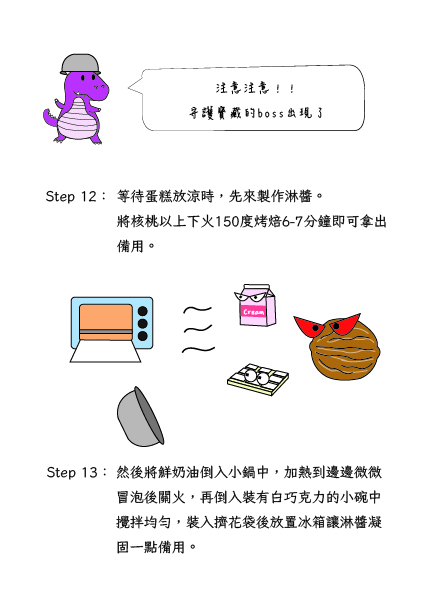 注意注意！！
守護寶藏的boss出現了
Step 12： 等待蛋糕放涼時，先來製作淋醬。
將核桃以上下火150度烤焙6-7分鐘即可拿出
備用。
Cream
Step 13： 然後將鮮奶油倒入小鍋中，加熱到邊邊微微
冒泡後關火，再倒入裝有白巧克力的小碗中
攪拌均勻，裝入擠花袋後放置冰箱讓淋醬凝
固一點備用。